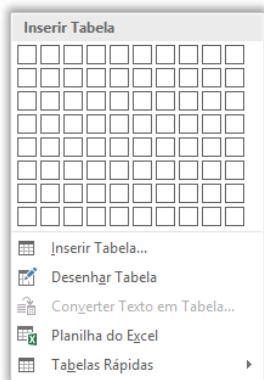 Inserir Tabela
Inserir Tabela...
Desenhar Tabela
Converter Texto em Tabela...
Planilha do Excel
Tabelas Rápidas